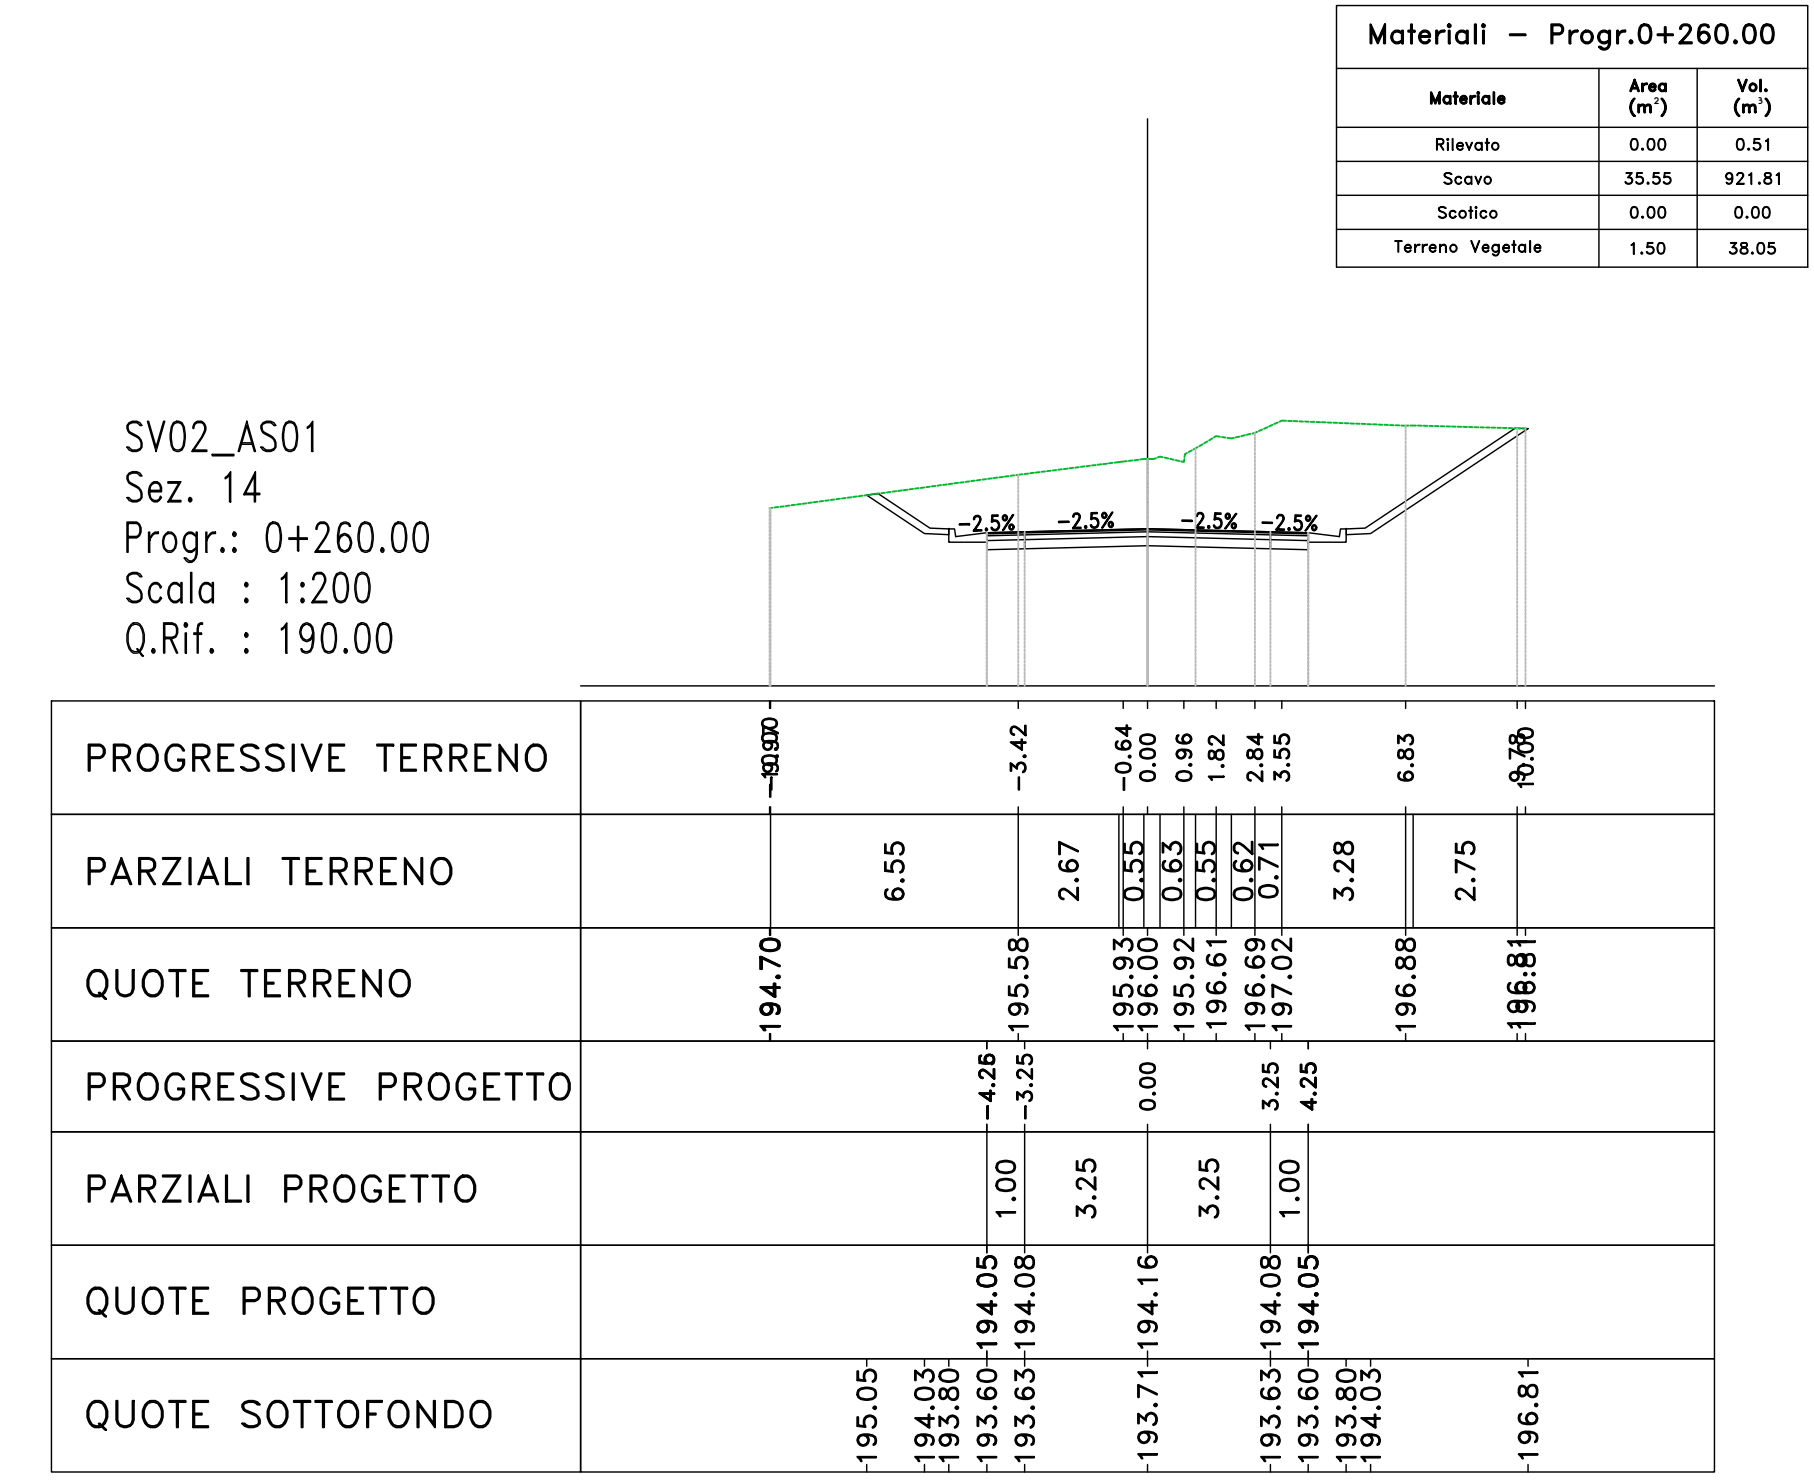 Materiali - Progr.0+260.00
Materiale Area (m²) Vol. (m³)
Rilevato 0.00 0.51
Scavo 35.55 921.81
Scotico 0.00 0.00
Terreno Vegetale 1.50 38.05
SV02_AS01
Sez. 14
Progr.: 0+260.00
Scala : 1:200
Q.Rif. : 190.00
-2.5% -2.5% -2.5% -2.5%
PROGRESSIVE TERRENO -3.42 -0.64 0.00 0.96 1.82 2.84 3.55 6.83 9.78 10.00
PARZIALI TERRENO 6.55 2.67 0.55 0.63 0.55 0.62 0.71 3.28 2.75
QUOTE TERRENO 194.70 195.58 195.93 196.00 195.92 196.61 196.69 197.02 196.88 196.81 196.81
PROGRESSIVE PROGETTO -3.25 0.00 3.25 4.25
PARZIALI PROGETTO 1.00 3.25 3.25 1.00
QUOTE PROGETTO 194.05 194.08 194.16 194.08 194.05
QUOTE SOTTOFONDO 195.05 194.03 193.80 193.60 193.63 193.71 193.63 193.60 193.80 194.03 196.81